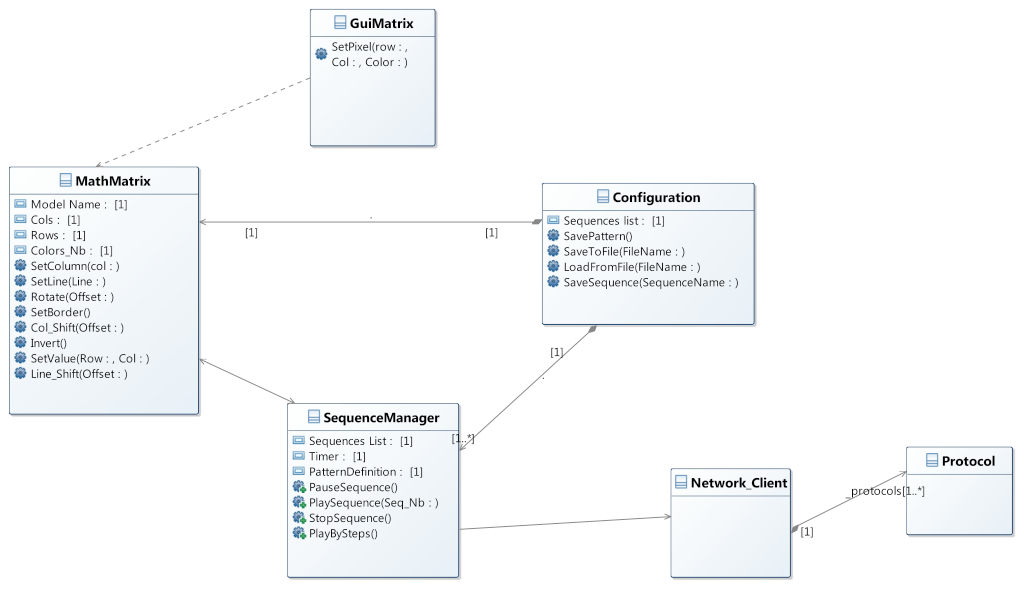 GuiMatrix
SetPixel(row : ,
Col : , Color : )
MathMatrix
Model Name : [1]
Cols : [1]
Rows : [1]
Colors_Nb : [1]
SetColumn(col : )
SetLine(Line : )
Rotate(Offset : )
SetBorder()
Col_Shift(Offset : )
Invert()
SetValue(Row : , Col : )
Line_Shift(Offset : )
[1]
[1]
Configuration
Sequences list : [1]
SavePattern()
SaveToFile(FileName : )
LoadFromFile(FileName : )
SaveSequence(SequenceName : )
[1]
[1..*]
SequenceManager
Sequences List : [1]
Timer : [1]
PatternDefinition : [1]
PauseSequence()
PlaySequence(Seq_Nb : )
StopSequence()
PlayBySteps()
Network_Client
[1]
_protocols[1..*]
Protocol